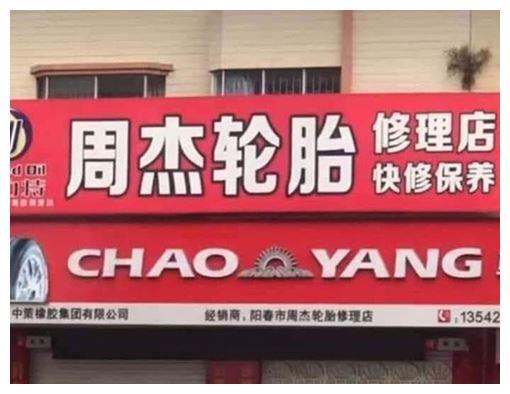 周杰轮胎
修理店
快修保养
CHAO YANG
中策橡胶集团有限公司
经销商:阳春市周杰轮胎修理店
:13542